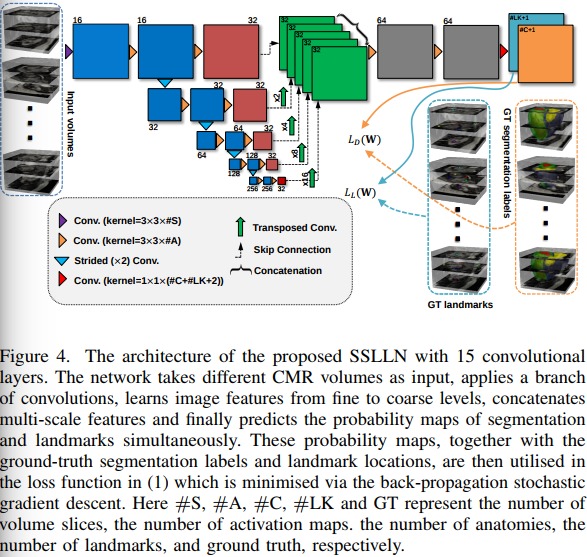 16
16
32
32
#LK+1
#C+1
64
64
32
32
32
x2
32
64
64
32
x4
128
128
32
x8
256
256
32
x16
Input volumes
L_D(W)
L_L(W)
GT segmentation labels
GT landmarks
Conv. (kernel=3×3×#S)
Conv. (kernel=3×3×#A)
Strided (×2) Conv.
Conv. (kernel=1×1×(#C+#LK+2))
Transposed Conv.
Skip Connection
Concatenation
Figure 4. The architecture of the proposed SSLLN with 15 convolutional
layers. The network takes different CMR volumes as input, applies a branch
of convolutions, learns image features from fine to coarse levels, concatenates
multi-scale features and finally predicts the probability maps of segmentation
and landmarks simultaneously. These probability maps, together with the
ground-truth segmentation labels and landmark locations, are then utilised in
the loss function in (1) which is minimised via the back-propagation stochastic
gradient descent. Here #S, #A, #C, #LK and GT represent the number of
volume slices, the number of activation maps. the number of anatomies, the
number of landmarks, and ground truth, respectively.